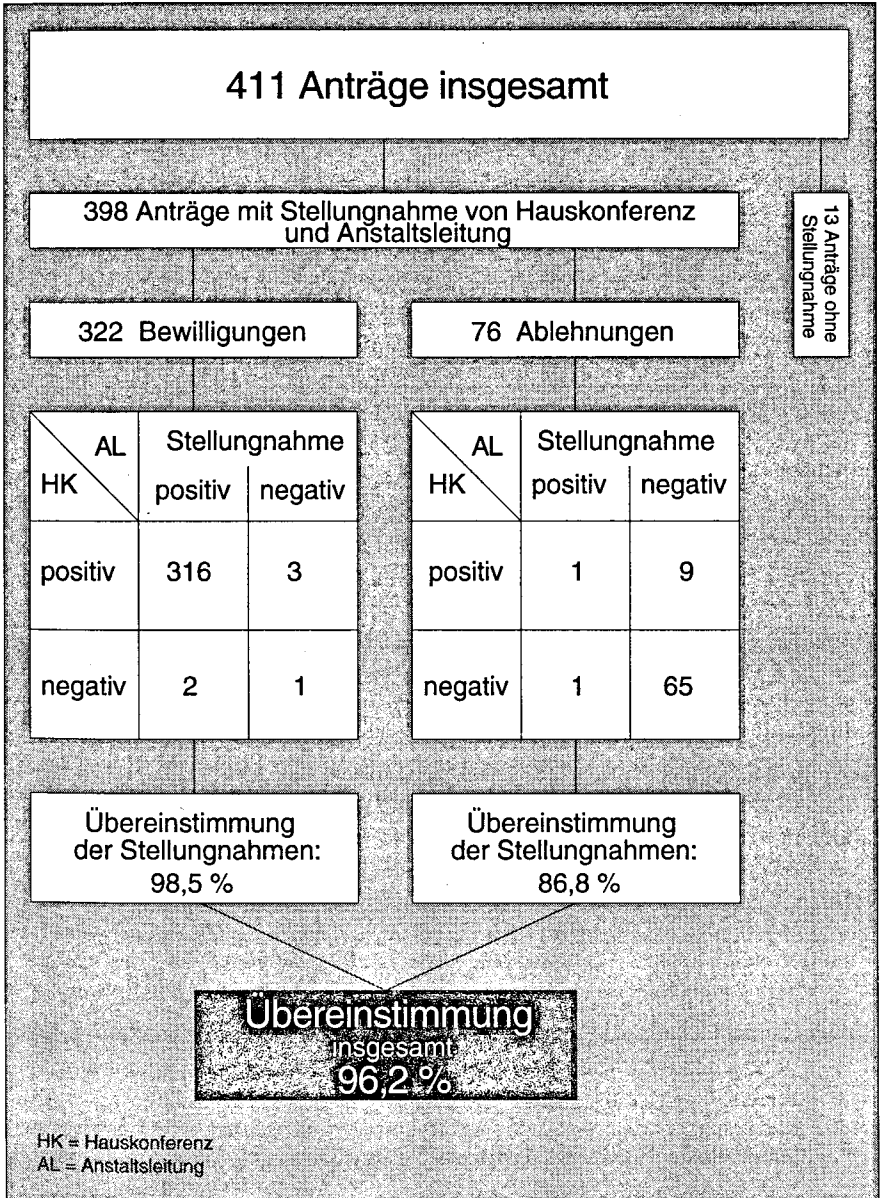 411 Anträge insgesamt
398 Anträge mit Stellungnahme von Hauskonferenz
und Anstaltsleitung
13 Anträge ohne
Stellungnahme
322 Bewilligungen
76 Ablehnungen
AL Stellungnahme
HK positiv negativ
positiv 316 3
negativ 2 1
AL Stellungnahme
HK positiv negativ
positiv 1 9
negativ 1 65
Übereinstimmung
der Stellungnahmen:
98,5 %
Übereinstimmung
der Stellungnahmen:
86,8 %
Übereinstimmung
insgesamt
96,2 %
HK = Hauskonferenz
AL = Anstaltsleitung